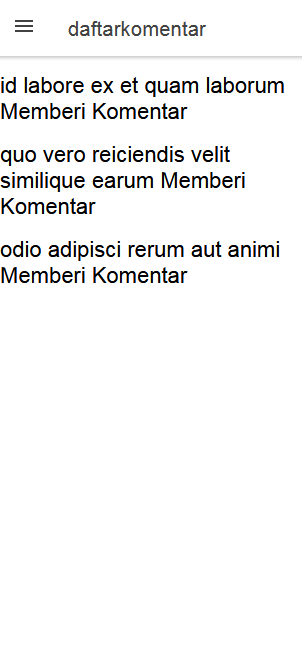 daftarkomentar
id labore ex et quam laborum
Memberi Komentar
quo vero reiciendis velit
similique earum Memberi
Komentar
odio adipisci rerum aut animi
Memberi Komentar